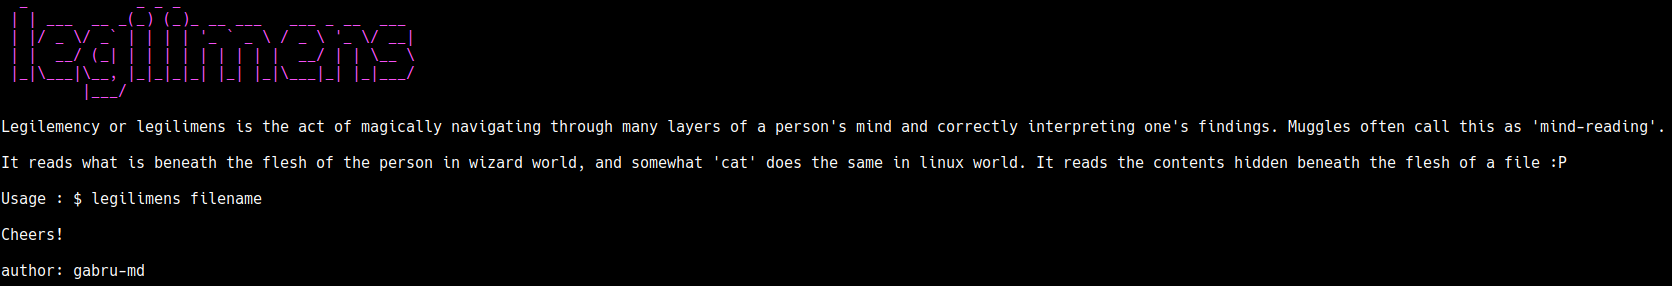 legilimens
Legilemency or legilimens is the act of magically navigating through many layers of a person's mind and correctly interpreting one's findings. Muggles often call this as 'mind-reading'.
It reads what is beneath the flesh of the person in wizard world, and somewhat 'cat' does the same in linux world. It reads the contents hidden beneath the flesh of a file :P
Usage : $ legilimens filename
Cheers!
author: gabru-md